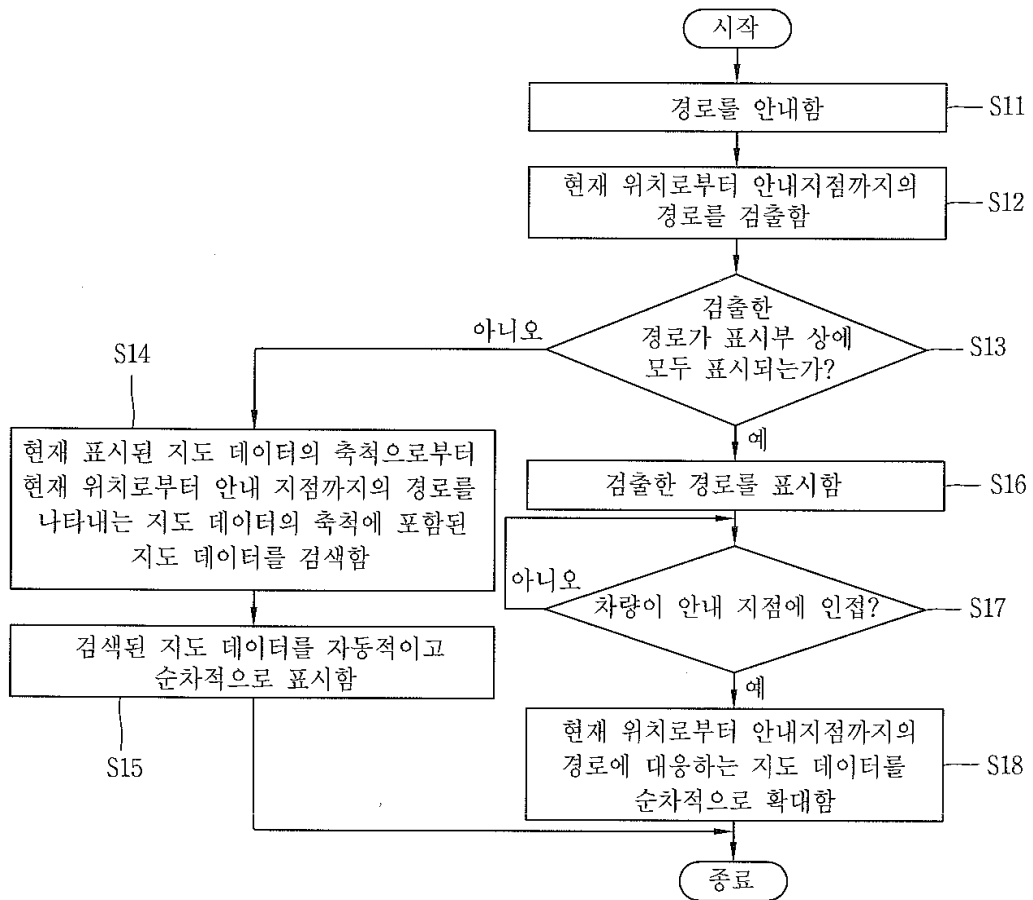 시작
경로를 안내함
S11
현재 위치로부터 안내지점까지의
경로를 검출함
S12
검출한
경로가 표시부 상에
모두 표시되는가?
S13
아니오
예
S14
현재 표시된 지도 데이터의 축척으로부터
현재 위치로부터 안내 지점까지의 경로를
나타내는 지도 데이터의 축척에 포함된
지도 데이터를 검색함
검색된 지도 데이터를 자동적이고
순차적으로 표시함
S15
검출한 경로를 표시함
S16
아니오
차량이 안내 지점에 인접?
S17
예
현재 위치로부터 안내지점까지의
경로에 대응하는 지도 데이터를
순차적으로 확대함
S18
종료